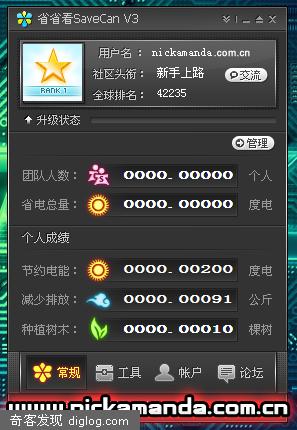 省省看SaveCan V3
用户名： nickamanda.com.cn
社区头衔： 新手上路
交流
RANK 1
全球排名： 42235
升级状态
管理
团队人数： 0000.00000 个人
省电总量： 0000.00000 度电
个人成绩
节约电能： 0000.00200 度电
减少排放： 0000.00091 公斤
种植树木： 0000.00010 棵树
常规 工具 帐户 论坛
www.nickamanda.com.cn
奇客发现 diglog.com